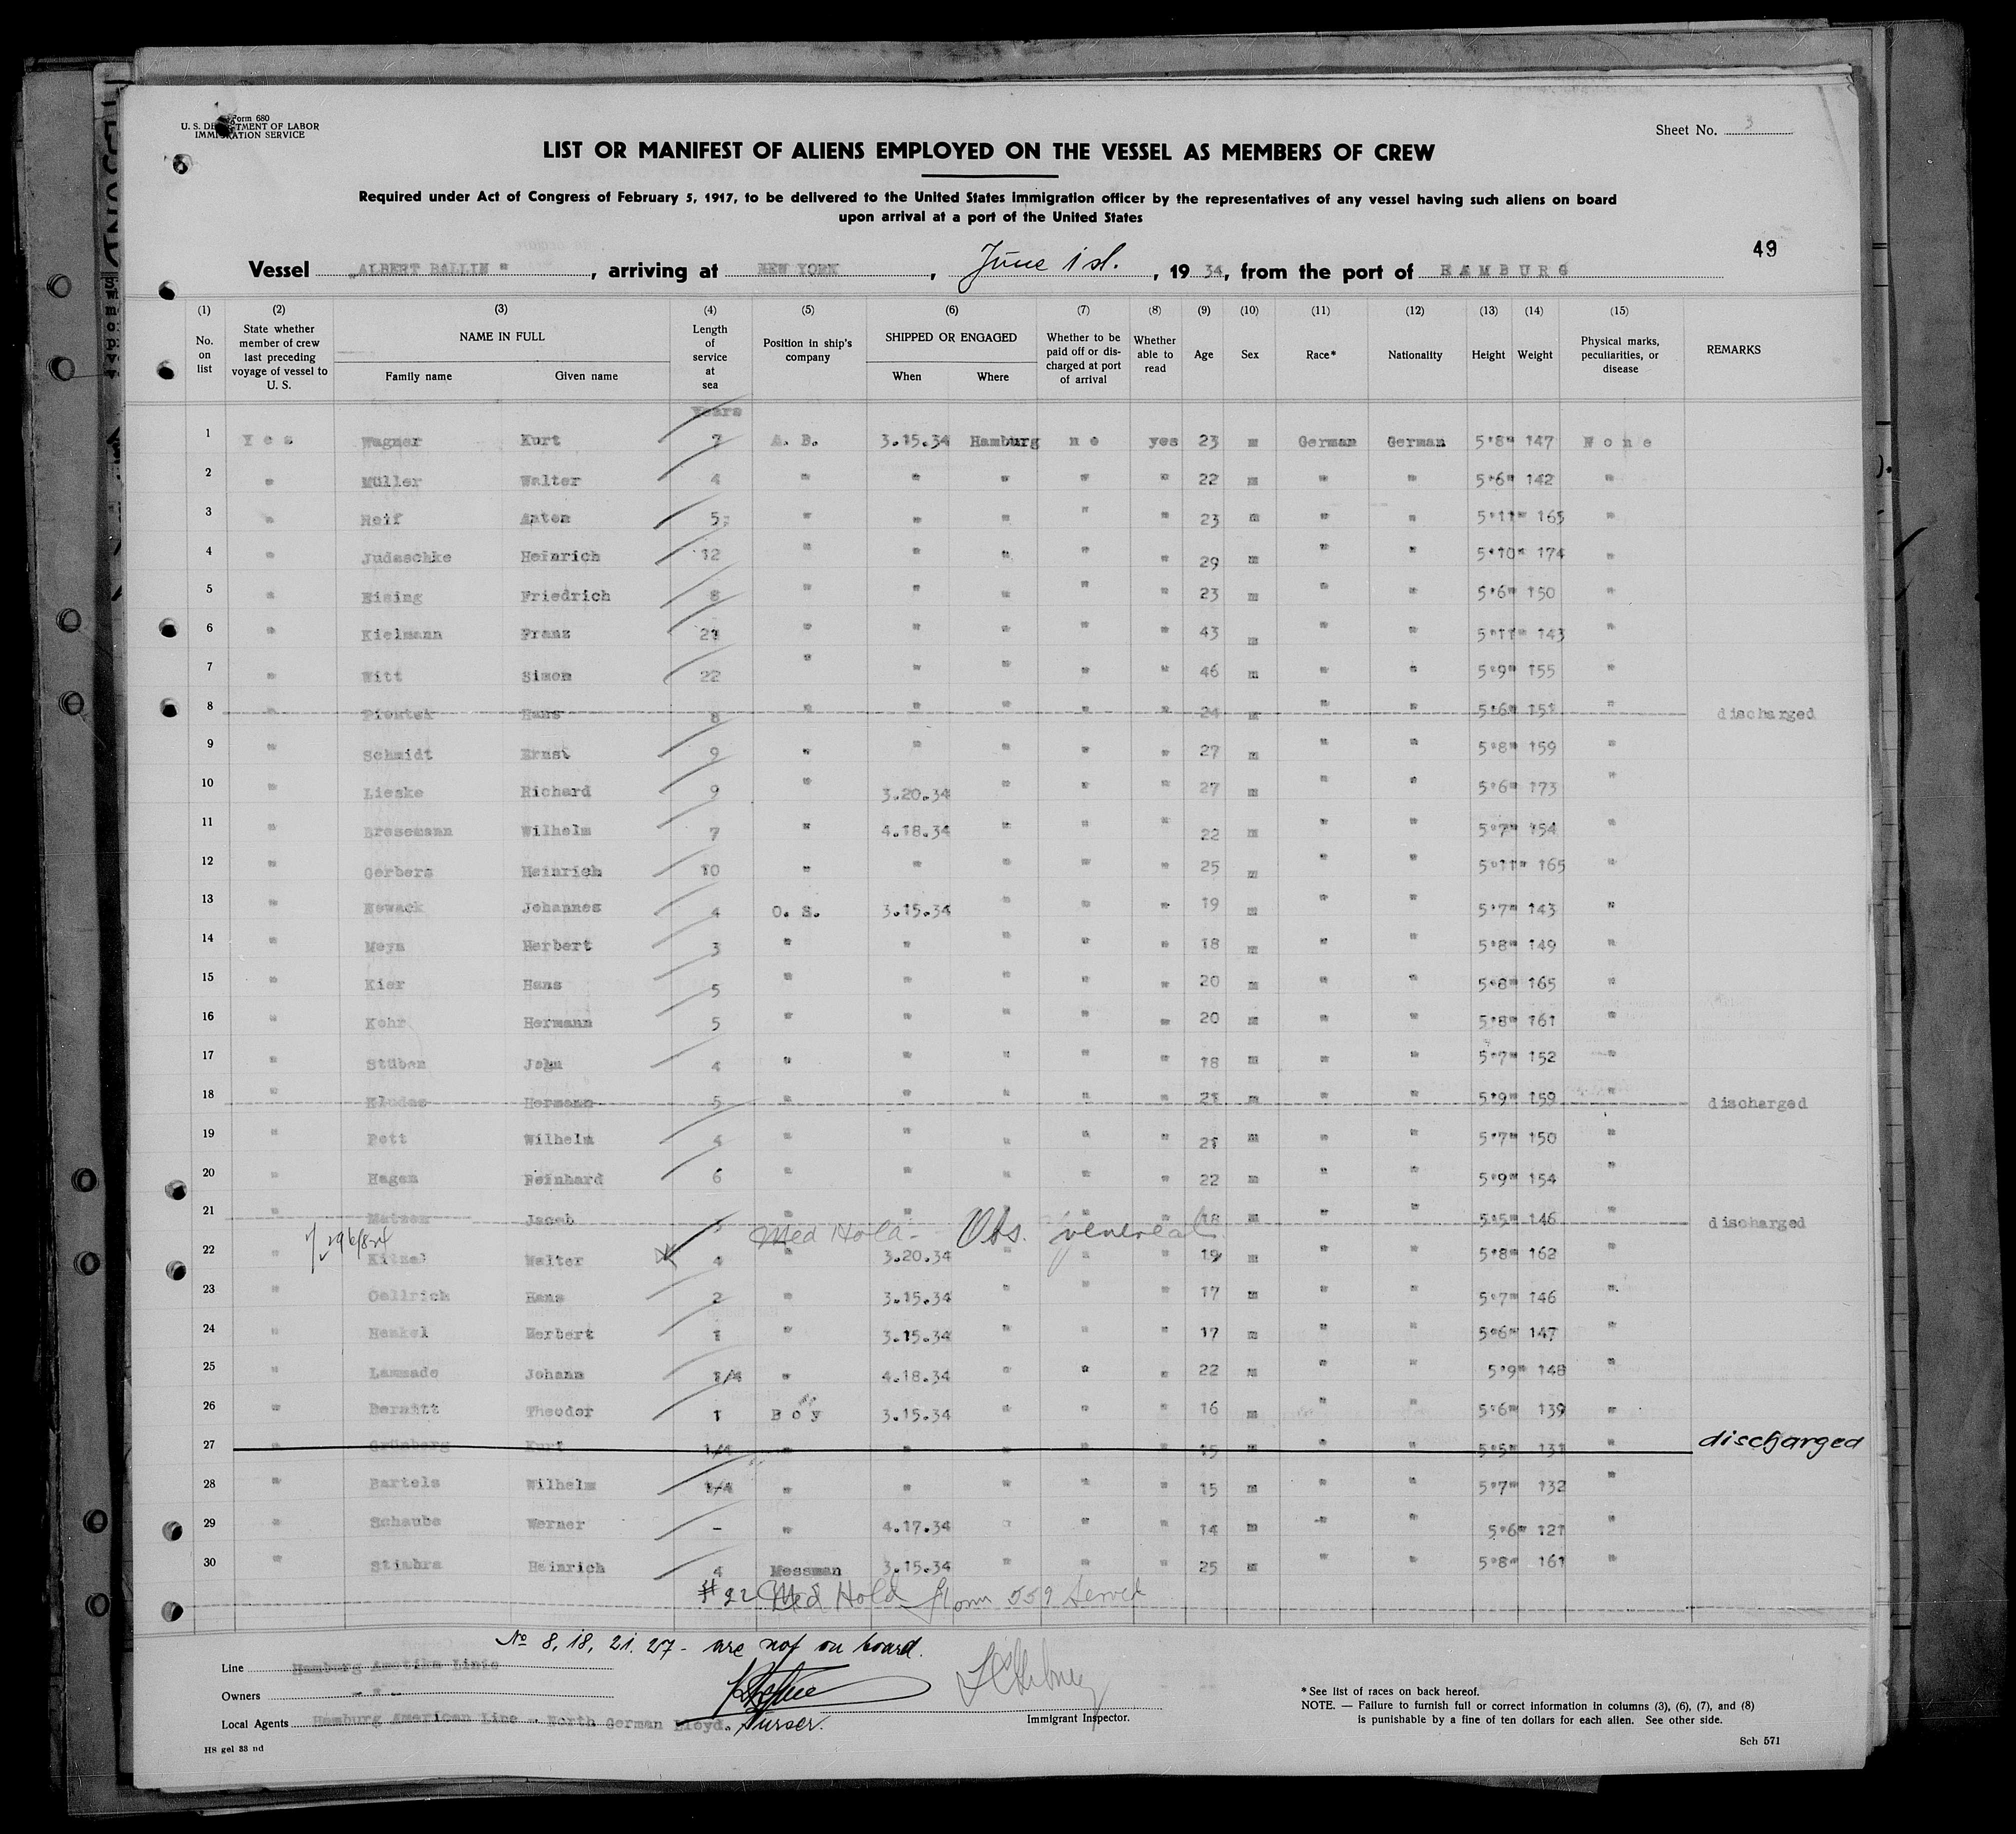 Form 680
U. S. DEPARTMENT OF LABOR
IMMIGRATION SERVICE
Sheet No. 3
LIST OR MANIFEST OF ALIENS EMPLOYED ON THE VESSEL AS MEMBERS OF CREW
Required under Act of Congress of February 5, 1917, to be delivered to the United States immigration officer by the representatives of any vessel having such aliens on board
upon arrival at a port of the United States
49
Vessel „ALBERT BALLIN", arriving at NEW YORK, June 1st., 1934, from the port of HAMBURG
(1) (2) (3) (4) (5) (6) (7) (8) (9) (10) (11) (12) (13) (14) (15)
No. on list | State whether member of crew last preceding voyage of vessel to U. S. | NAME IN FULL Family name Given name | Length of service at sea | Position in ship's company | SHIPPED OR ENGAGED When Where | Whether to be paid off or discharged at port of arrival | Whether able to read | Age | Sex | Race* | Nationality | Height | Weight | Physical marks, peculiarities, or disease | REMARKS
Years
1 Yes Wagner Kurt 7 A. B. 3.15.34 Hamburg no yes 23 m German German 5'8" 147 None
2 " Müller Walter 4 " " " " " 22 m " " 5'6" 142 "
3 " Reif Anton 5 " " " " " 23 m " " 5'11" 165 "
4 " Judaschke Heinrich 12 " " " " " 29 m " " 5'10" 174 "
5 " Eising Friedrich 8 " " " " " 23 m " " 5'6" 150 "
6 " Kielmann Franz 21 " " " " " 43 m " " 5'11" 143 "
7 " Witt Simon 22 " " " " " 46 m " " 5'9" 155 "
8 " Piontek Hans 8 " " " " " 24 m " " 5'6" 151 " discharged
9 " Schmidt Ernst 9 " " " " " 27 m " " 5'8" 159 "
10 " Lieske Richard 9 " 3.20.34 " " " 27 m " " 5'6" 173 "
11 " Bresemann Wilhelm 7 " 4.18.34 " " " 22 m " " 5'7" 154 "
12 " Gerbers Heinrich 10 " " " " " 25 m " " 5'11" 165 "
13 " Nowack Johannes 4 O. S. 3.15.34 " " " 19 m " " 5'7" 143 "
14 " Meyn Herbert 3 " " " " " 18 m " " 5'8" 149 "
15 " Kier Hans 5 " " " " " 20 m " " 5'8" 165 "
16 " Kohr Hermann 5 " " " " " 20 m " " 5'8" 161 "
17 " Stüben John 4 " " " " " 18 m " " 5'7" 152 "
18 " Kludas Hermann 5 " " " " " 21 m " " 5'9" 159 " discharged
19 " Pott Wilhelm 4 " " " " " 21 m " " 5'7" 150 "
20 " Hagen Reinhard 6 " " " " " 22 m " " 5'9" 154 "
21 " Matzen Jacob " " " " " 18 m " " 5'5" 146 " discharged
Med Hold - Obs. venereal
22 " Walter 4 " 3.20.34 " " " 19 m " " 5'8" 162 "
23 " Oellrich Hans 2 " 3.15.34 " " " 17 m " " 5'7" 146 "
24 " Henkel Herbert 1 " 3.15.34 " " " 17 m " " 5'6" 147 "
25 " Lammade Johann 1/4 " 4.18.34 " " " 22 m " " 5'9" 148 "
26 " Bernitt Theodor 1 Boy 3.15.34 " " " 16 m " " 5'6" 139 "
27 " Grünberg Kurt 1/4 " " " " " 15 m " " 5'5" 131 " discharged
28 " Bartels Wilhelm 1/4 " " " " " 15 m " " 5'7" 132 "
29 " Schaube Werner - " 4.17.34 " " " 14 m " " 5'6" 121 "
30 " Heinrich 4 Messman 3.15.34 " " " 25 m " " 5'8" 161 "
#22 Med Hold form 559 Served
No 8, 18, 21. 27 - are not on board.
Line Hamburg Amerika Linie
Owners - " -
Local Agents Hamburg American Line - North German Lloyd.
Purser.
Immigrant Inspector.
* See list of races on back hereof.
NOTE. — Failure to furnish full or correct information in columns (3), (6), (7), and (8)
is punishable by a fine of ten dollars for each alien. See other side.
HS gel 33 nd
Sch 571